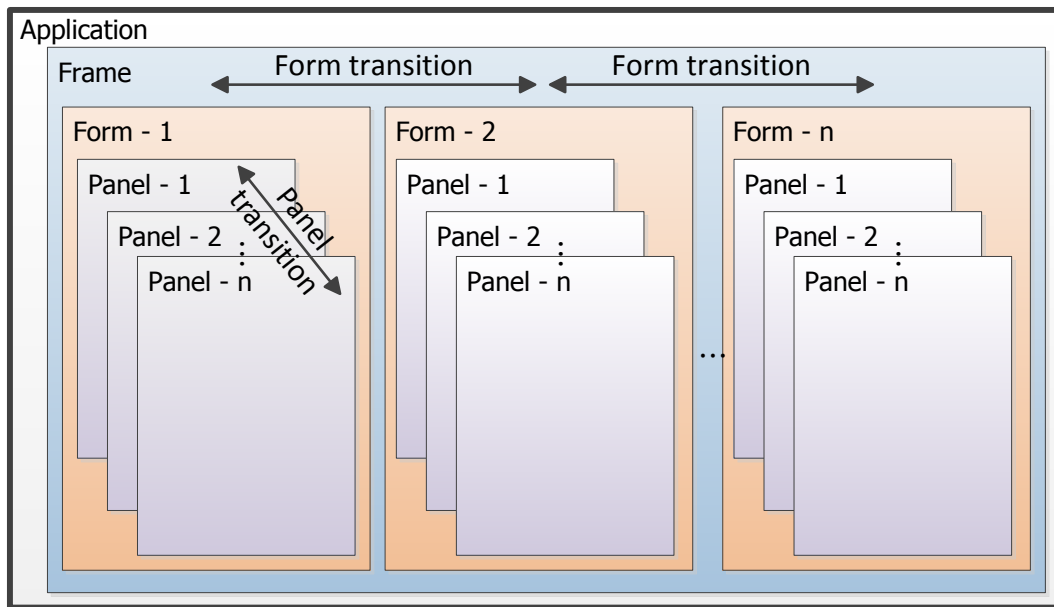 Application
Frame
Form transition
Form transition
Form - 1
Form - 2
Form - n
Panel - 1
Panel - 2
⋮
Panel - n
Panel
transition
Panel - 1
Panel - 2
⋮
Panel - n
...
Panel - 1
Panel - 2
⋮
Panel - n